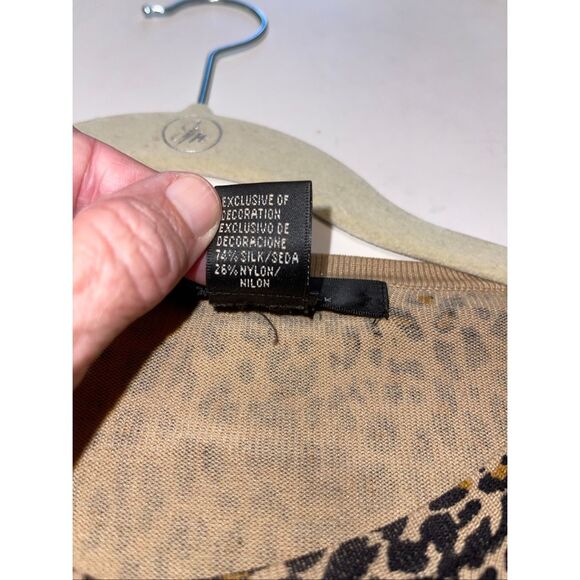 EXCLUSIVE OF
DECORATION
EXCLUSIVO DE
DECORACIONE
74% SILK/SEDA
26% NYLON/
NILON